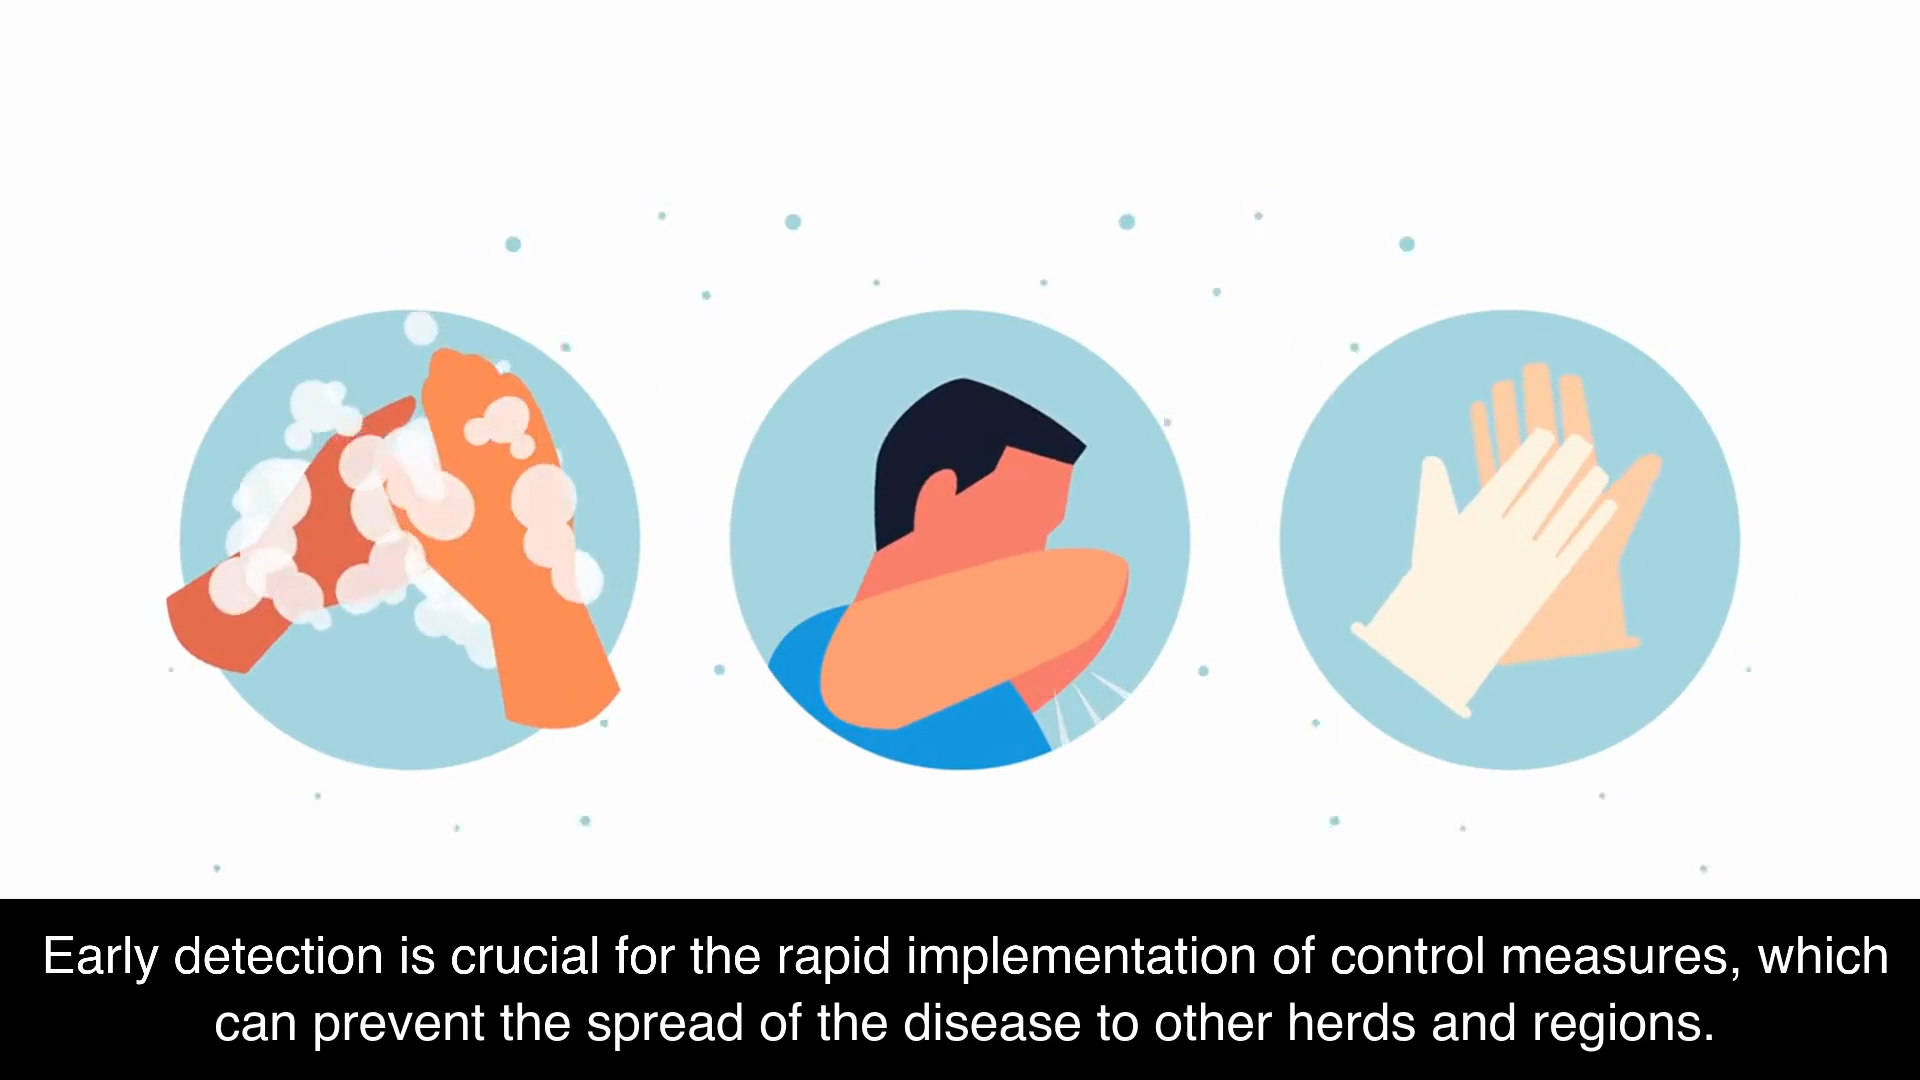 Early detection is crucial for the rapid implementation of control measures, which
can prevent the spread of the disease to other herds and regions.